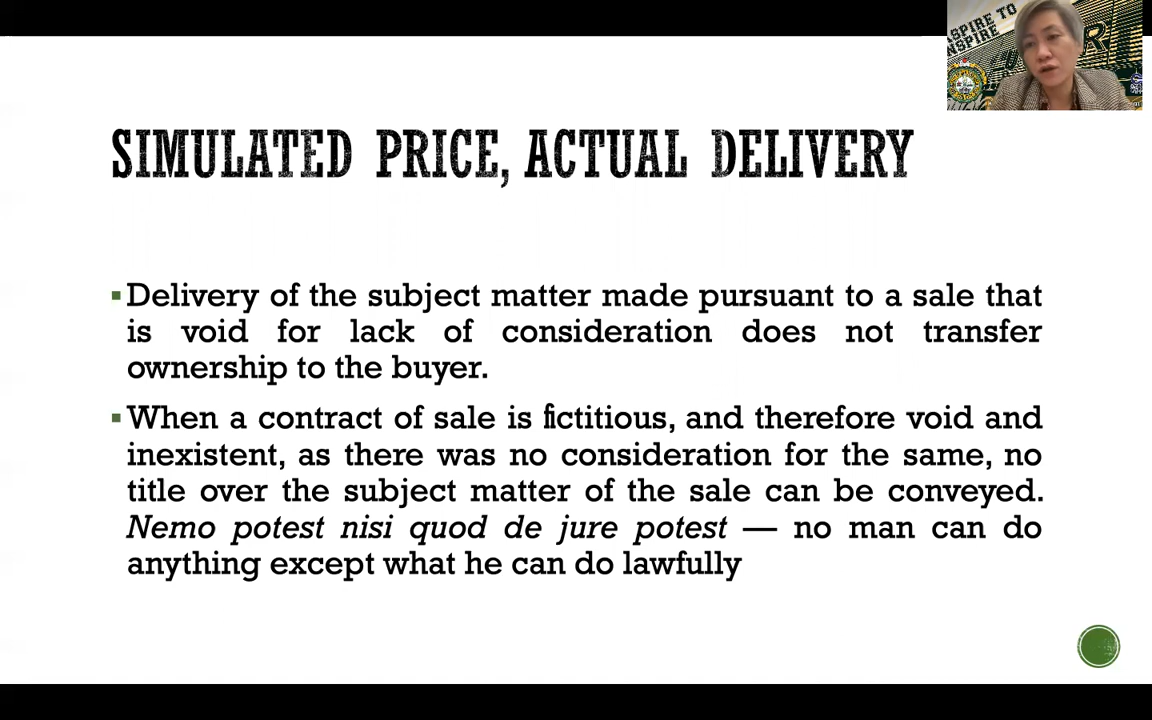 SPIRE TO
NSPIRE
SIMULATED PRICE, ACTUAL DELIVERY
▪Delivery of the subject matter made pursuant to a sale that
is void for lack of consideration does not transfer
ownership to the buyer.
▪When a contract of sale is fictitious, and therefore void and
inexistent, as there was no consideration for the same, no
title over the subject matter of the sale can be conveyed.
Nemo potest nisi quod de jure potest — no man can do
anything except what he can do lawfully